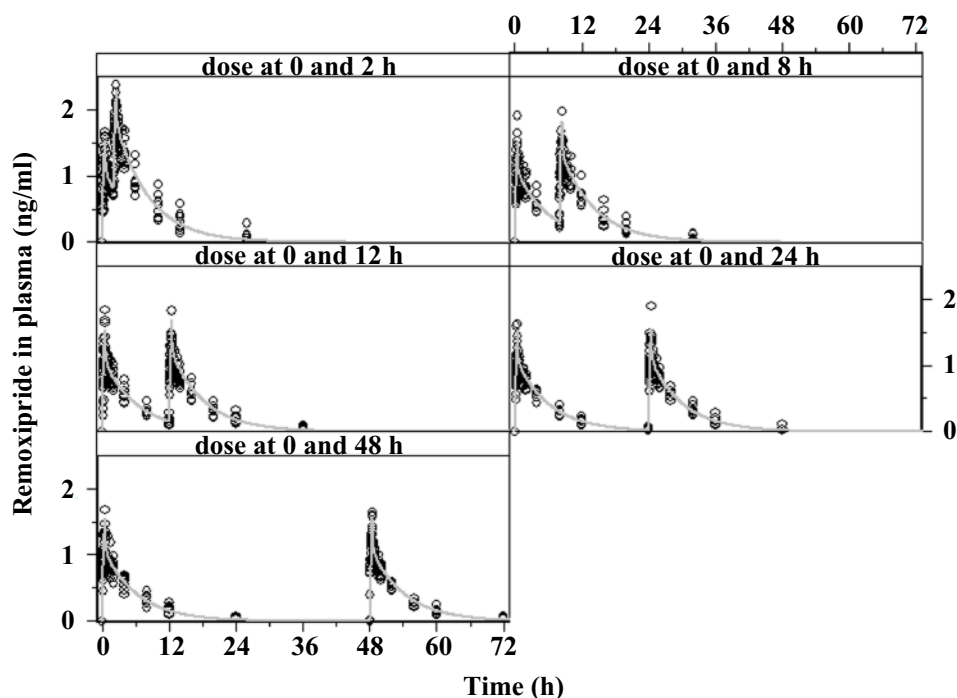 0 12 24 36 48 60 72
dose at 0 and 2 h
dose at 0 and 8 h
2
1
0
dose at 0 and 12 h
dose at 0 and 24 h
2
1
0
dose at 0 and 48 h
2
1
0
0 12 24 36 48 60 72
Time (h)
Remoxipride in plasma (ng/ml)